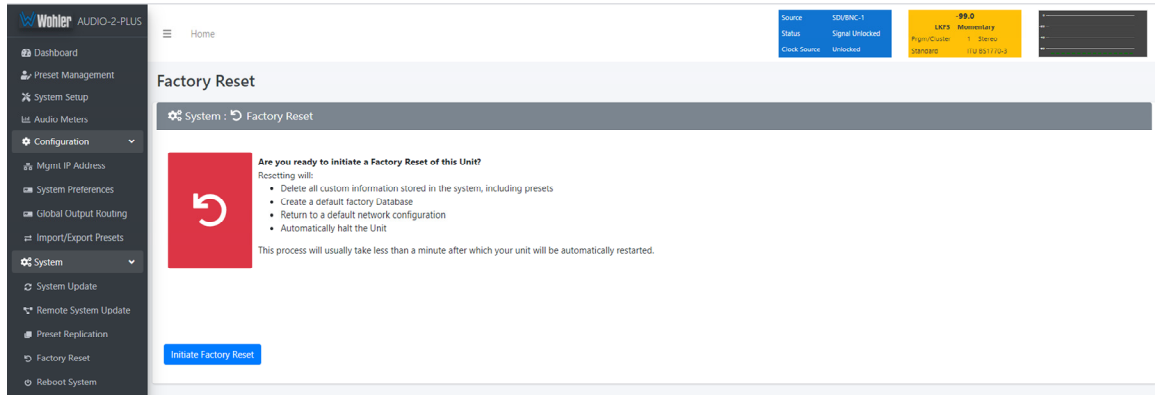 Wohler AUDIO-2-PLUS
Dashboard
Preset Management
System Setup
Audio Meters
Configuration
Mgmt IP Address
System Preferences
Global Output Routing
Import/Export Presets
System
System Update
Remote System Update
Preset Replication
Factory Reset
Reboot System
Home
Source SDI/BNC-1
Status Signal Unlocked
Clock Source Unlocked
-99.0
LKFS Momentary
Prgm/Cluster 1 Stereo
Standard ITU BS1770-3
Factory Reset
System : Factory Reset
Are you ready to initiate a Factory Reset of this Unit?
Resetting will:
Delete all custom information stored in the system, including presets
Create a default factory Database
Return to a default network configuration
Automatically halt the Unit
This process will usually take less than a minute after which your unit will be automatically restarted.
Initiate Factory Reset